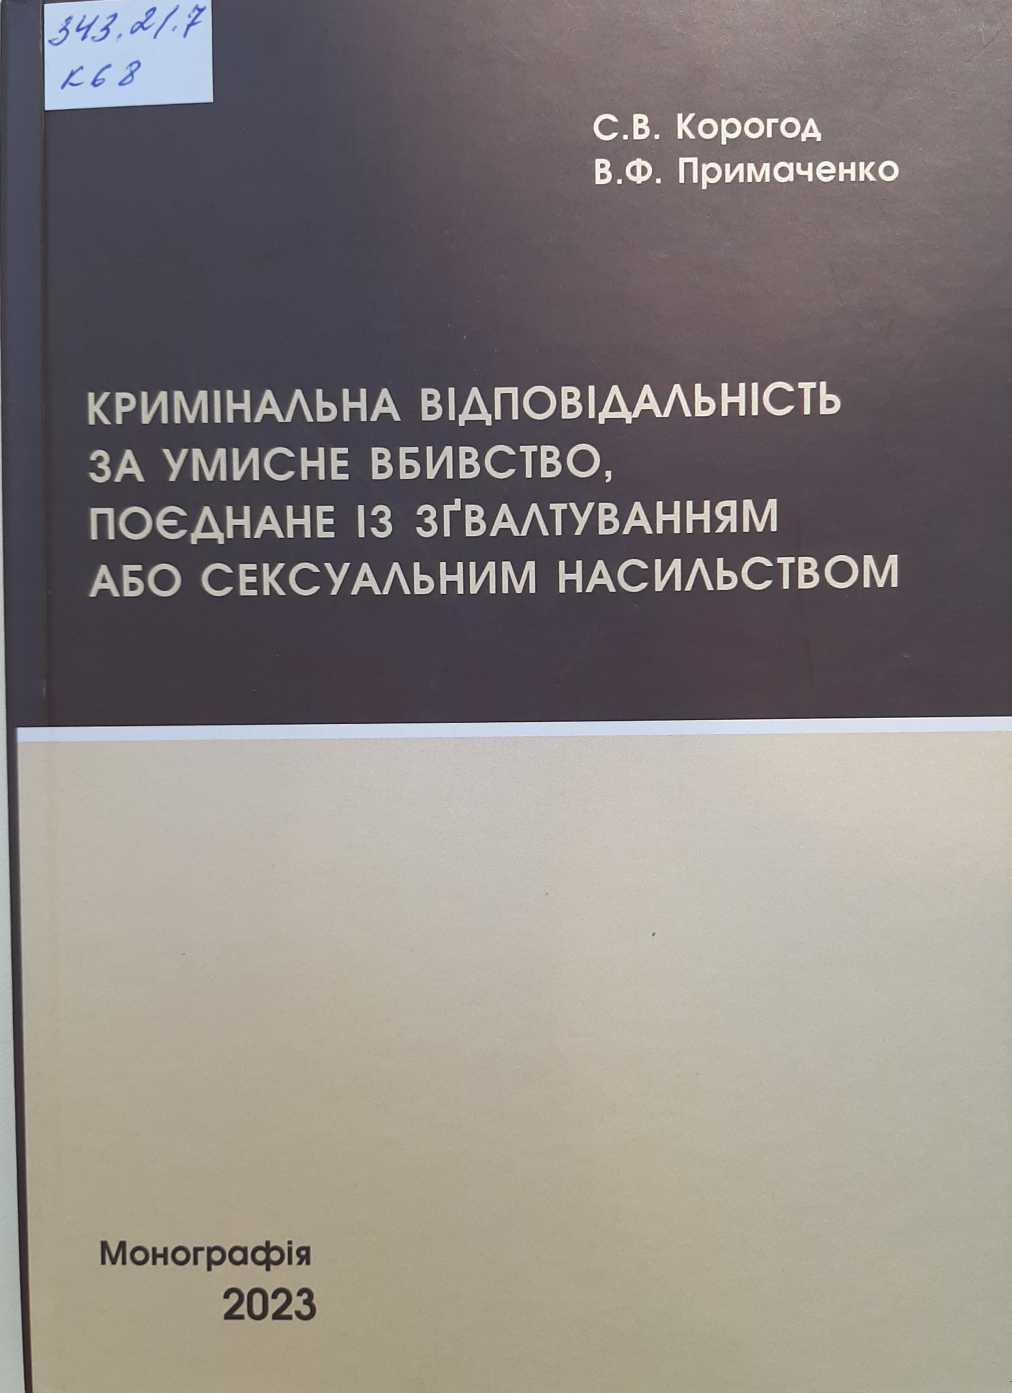 343.21.7
К68
С.В. Корогод
В.Ф. Примаченко
КРИМІНАЛЬНА ВІДПОВІДАЛЬНІСТЬ
ЗА УМИСНЕ ВБИВСТВО,
ПОЄДНАНЕ ІЗ ЗҐВАЛТУВАННЯМ
АБО СЕКСУАЛЬНИМ НАСИЛЬСТВОМ
Монографія
2023